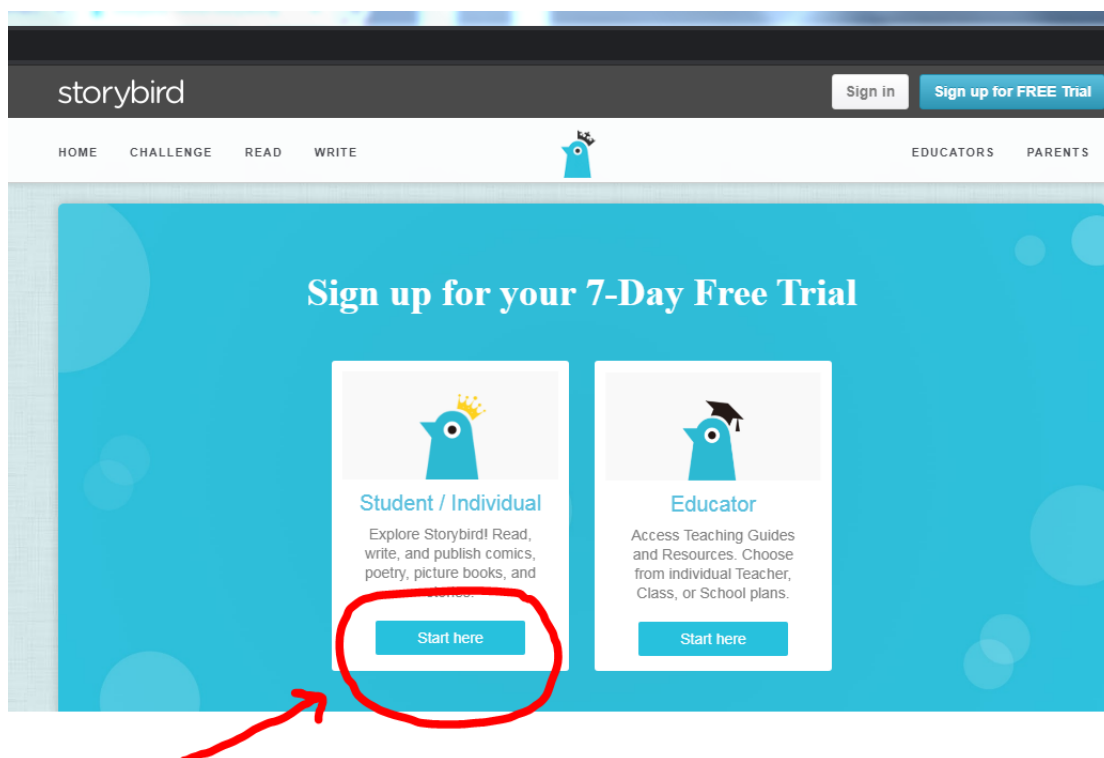 storybird
Sign in
Sign up for FREE Trial
HOME
CHALLENGE
READ
WRITE
EDUCATORS
PARENTS
Sign up for your 7-Day Free Trial
Student / Individual
Explore Storybird! Read,
write, and publish comics,
poetry, picture books, and
stories.
Start here
Educator
Access Teaching Guides
and Resources. Choose
from individual Teacher,
Class, or School plans.
Start here